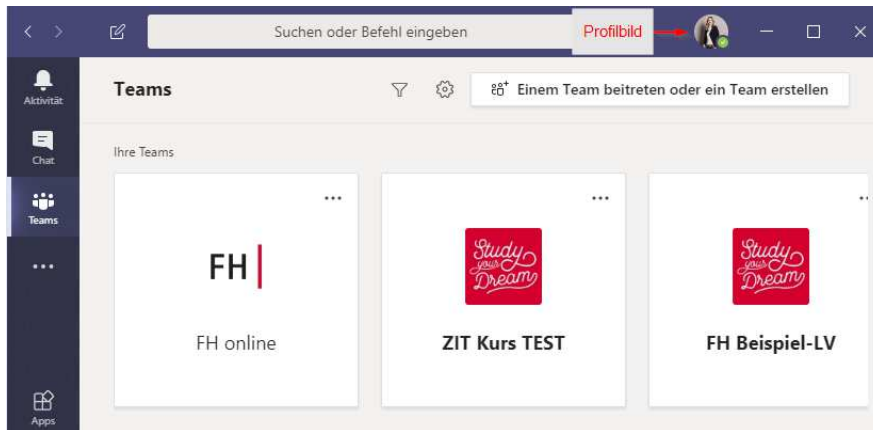 Suchen oder Befehl eingeben
Profilbild
Aktivität
Chat
Teams
Apps
Teams
Einem Team beitreten oder ein Team erstellen
Ihre Teams
FH
FH online
Study
your
Dream
ZIT Kurs TEST
Study
your
Dream
FH Beispiel-LV